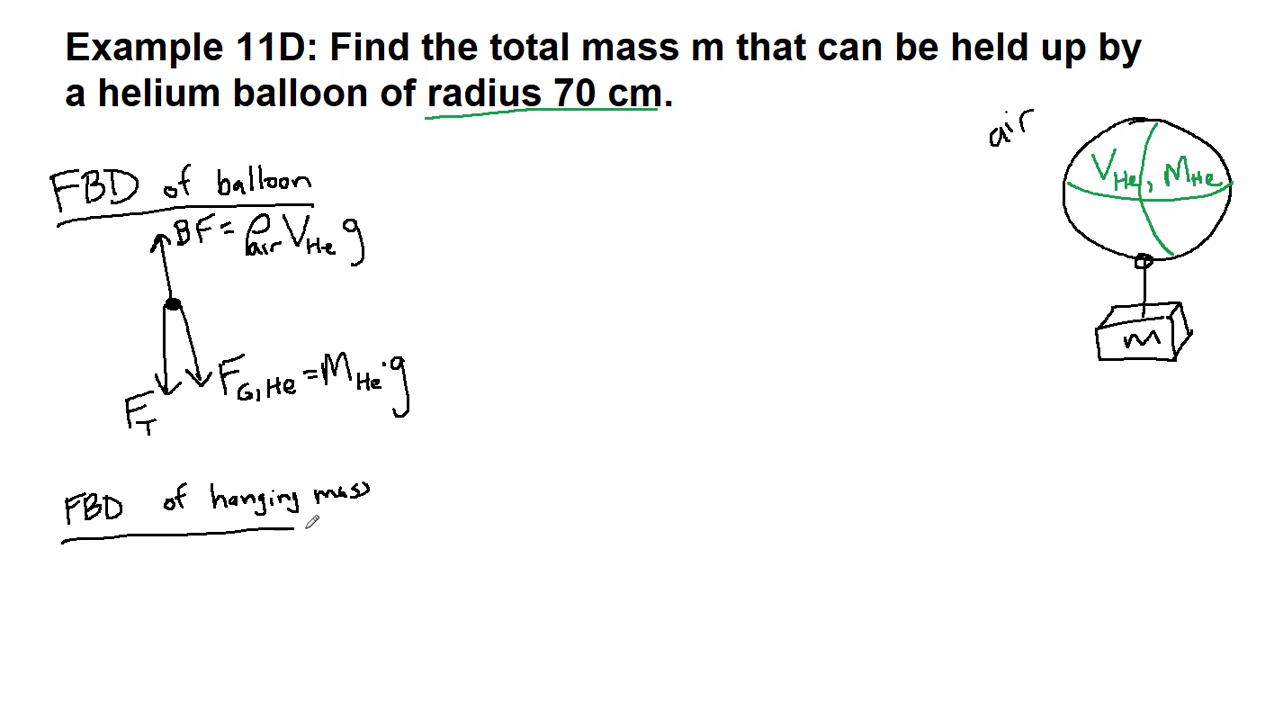 Example 11D: Find the total mass m that can be held up by
a helium balloon of radius 70 cm.
air
FBD of balloon
V_He, M_He
BF = ρ_air V_He g
m
F_G,He = M_He · g
F_T
FBD of hanging mass